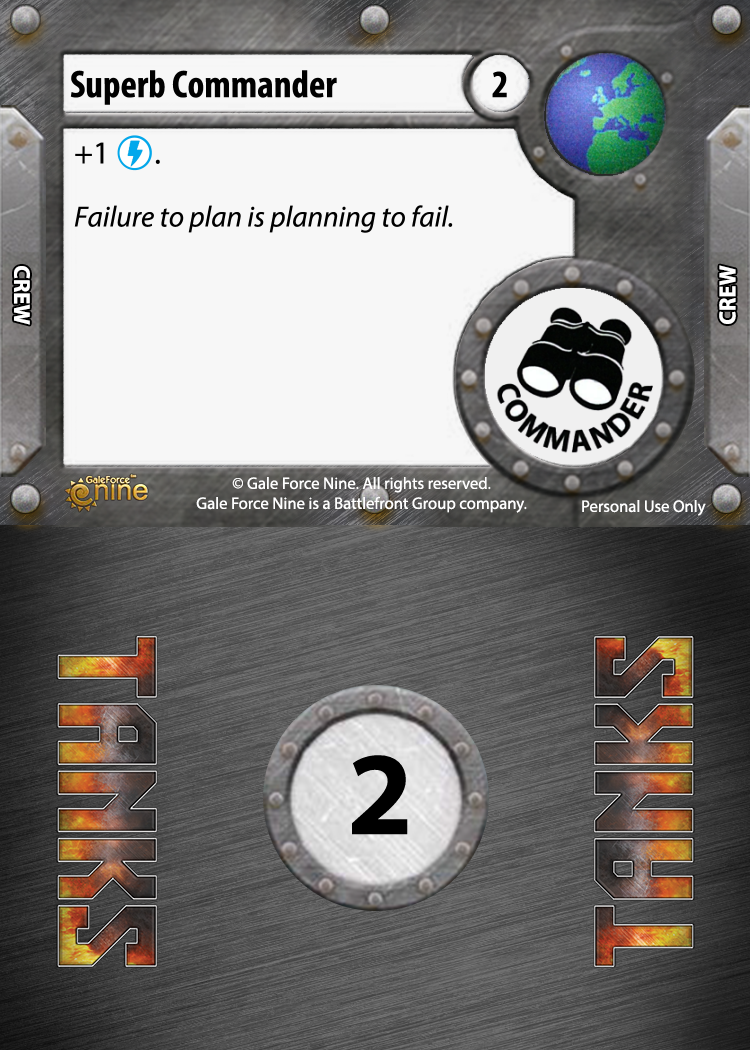 Superb Commander
2
+1 .
Failure to plan is planning to fail.
CREW
CREW
COMMANDER
GaleForce™
nine
© Gale Force Nine. All rights reserved.
Gale Force Nine is a Battlefront Group company.
Personal Use Only
TANKS
2
TANKS